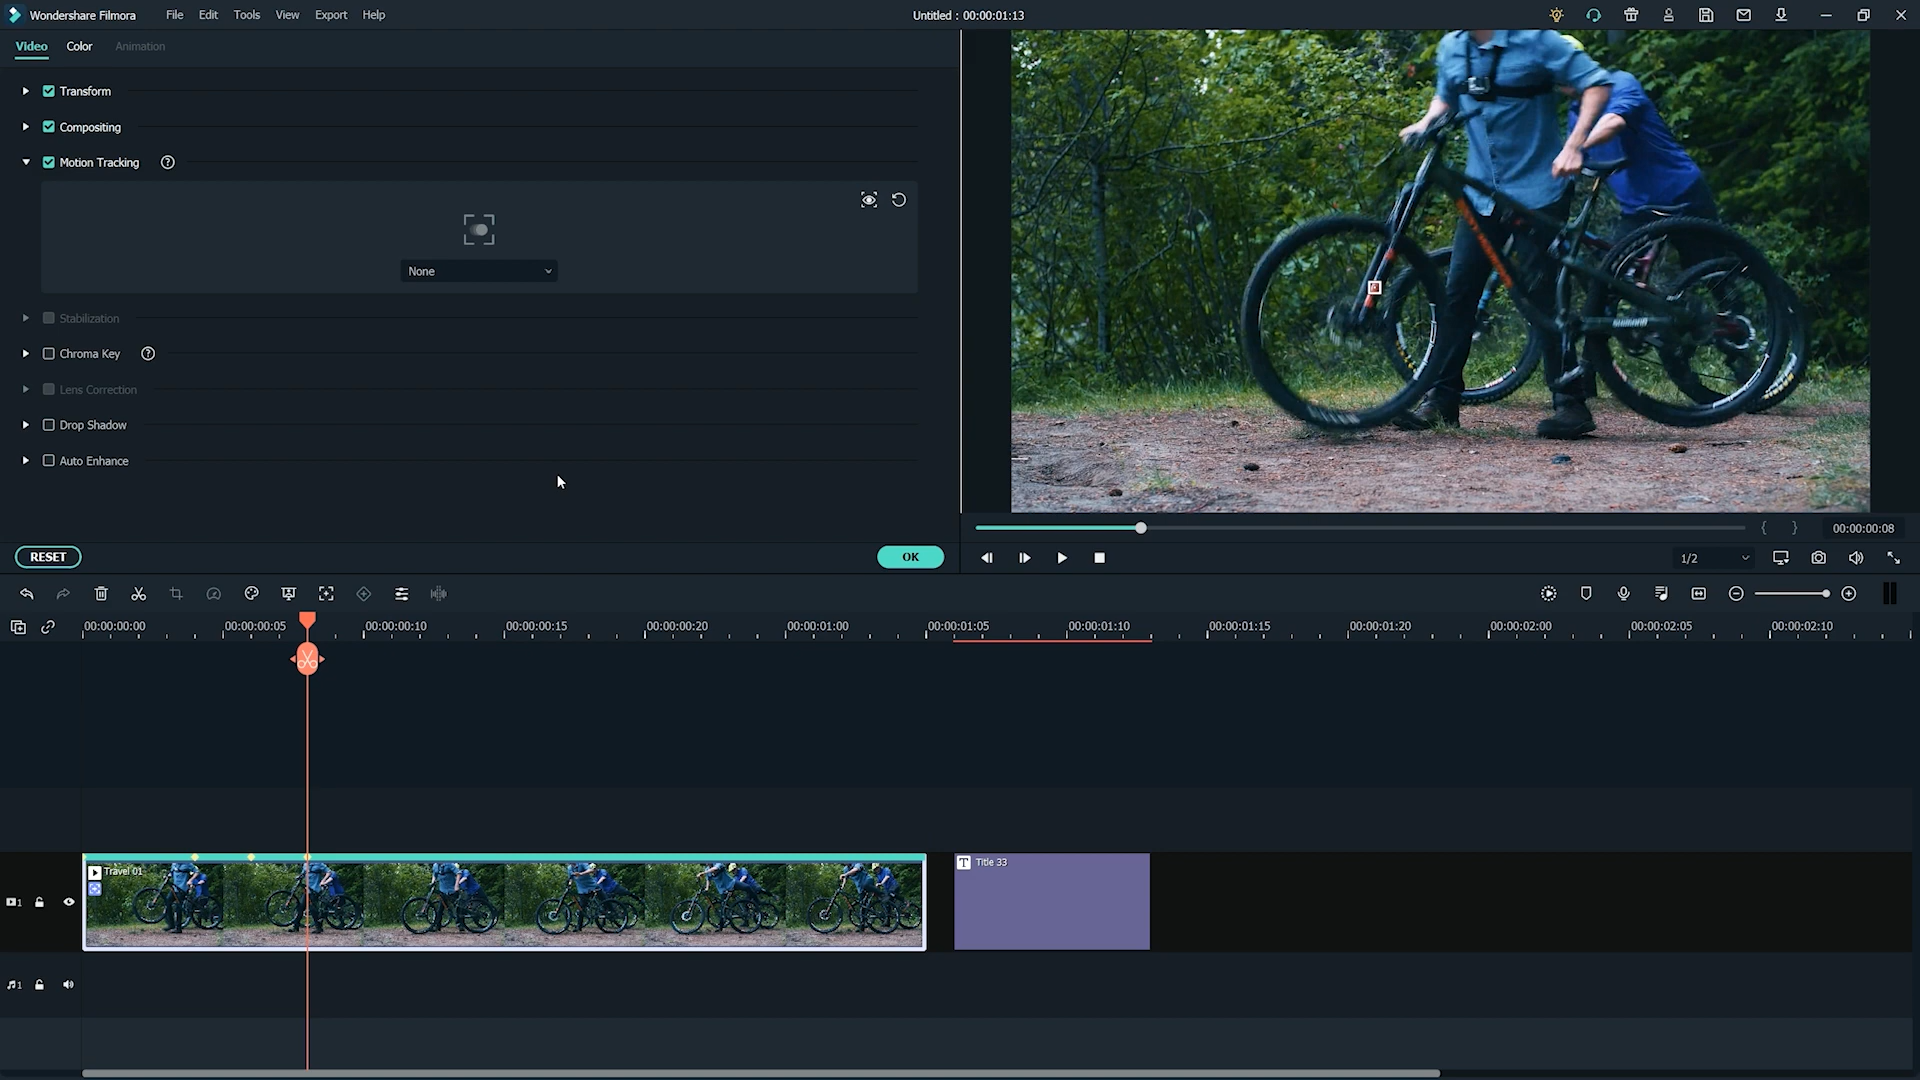 Wondershare Filmora File Edit Tools View Export Help Untitled : 00:00:01:13
Video Color Animation
Transform
Compositing
Motion Tracking ?
None
Stabilization
Chroma Key ?
Lens Correction
Drop Shadow
Auto Enhance
{ } 00:00:00:08
RESET OK 1/2
00:00:00:00 00:00:00:05 00:00:00:10 00:00:00:15 00:00:00:20 00:00:01:00 00:00:01:05 00:00:01:10 00:00:01:15 00:00:01:20 00:00:02:00 00:00:02:05 00:00:02:10
Travel 01
T Title 33
1
1